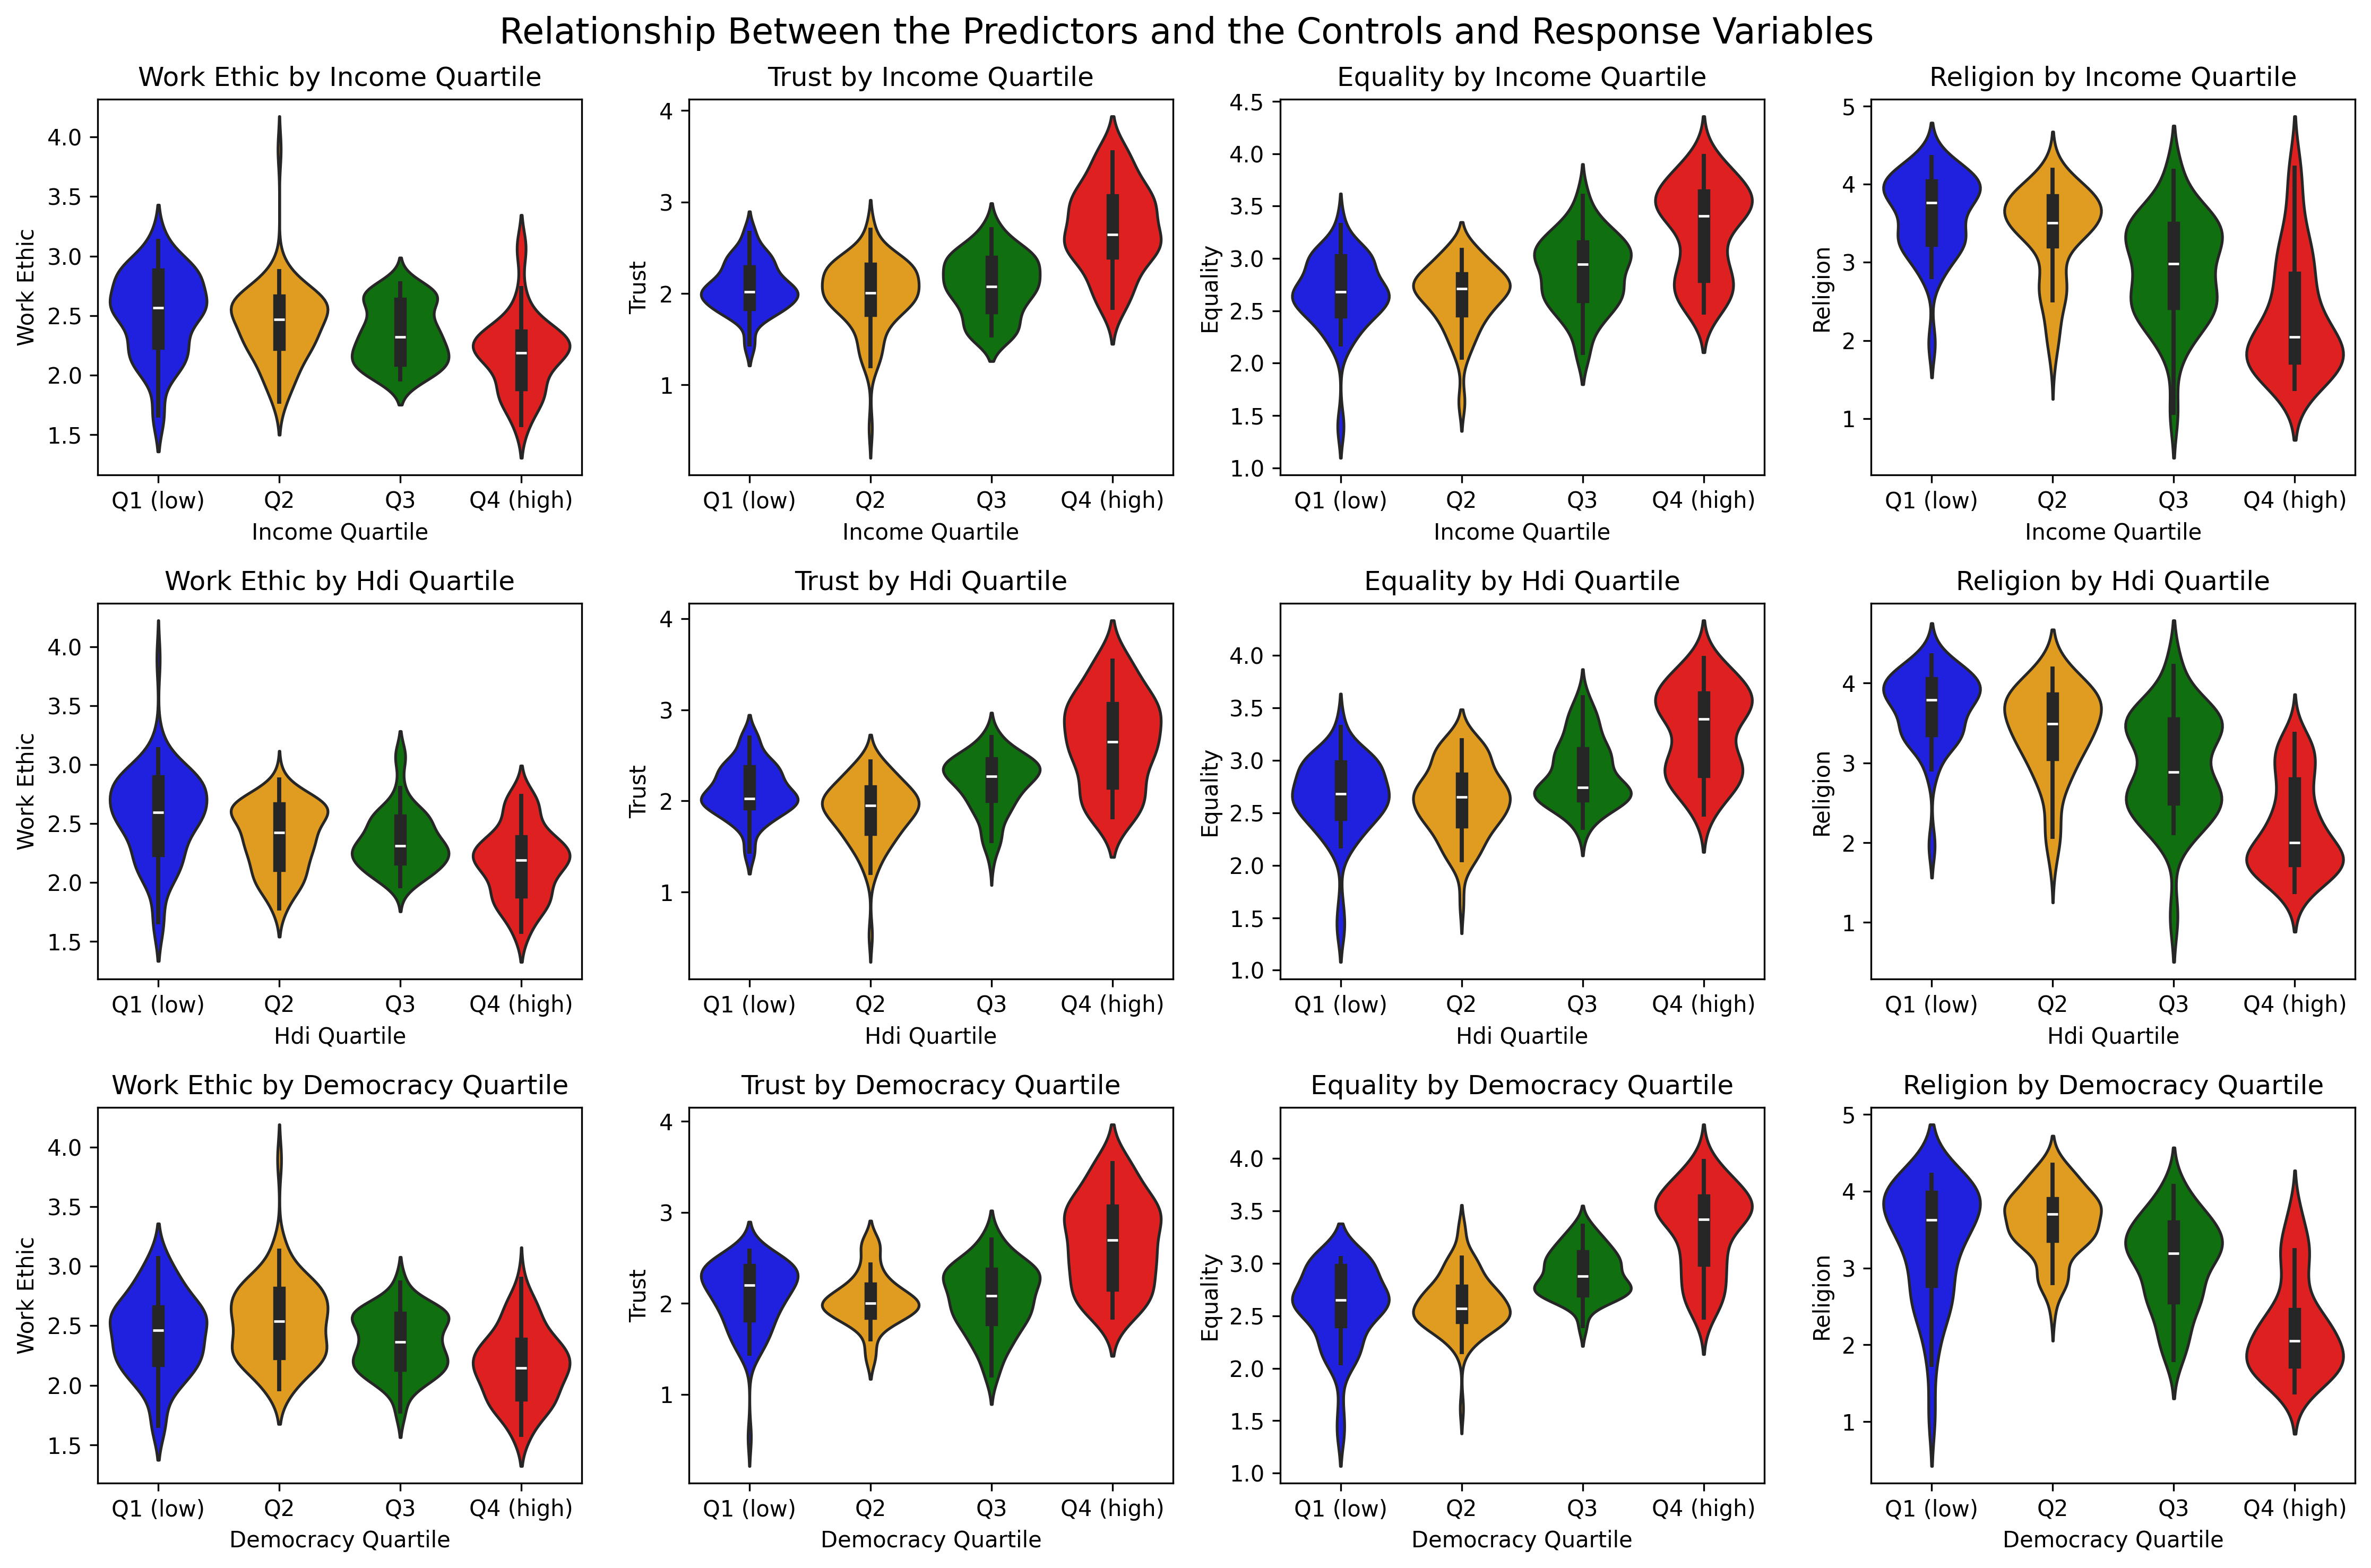 Relationship Between the Predictors and the Controls and Response Variables
Work Ethic by Income Quartile
Work Ethic
4.0
3.5
3.0
2.5
2.0
1.5
Q1 (low) Q2 Q3 Q4 (high)
Income Quartile
Trust by Income Quartile
Trust
4
3
2
1
Q1 (low) Q2 Q3 Q4 (high)
Income Quartile
Equality by Income Quartile
Equality
4.5
4.0
3.5
3.0
2.5
2.0
1.5
1.0
Q1 (low) Q2 Q3 Q4 (high)
Income Quartile
Religion by Income Quartile
Religion
5
4
3
2
1
Q1 (low) Q2 Q3 Q4 (high)
Income Quartile
Work Ethic by Hdi Quartile
Work Ethic
4.0
3.5
3.0
2.5
2.0
1.5
Q1 (low) Q2 Q3 Q4 (high)
Hdi Quartile
Trust by Hdi Quartile
Trust
4
3
2
1
Q1 (low) Q2 Q3 Q4 (high)
Hdi Quartile
Equality by Hdi Quartile
Equality
4.0
3.5
3.0
2.5
2.0
1.5
1.0
Q1 (low) Q2 Q3 Q4 (high)
Hdi Quartile
Religion by Hdi Quartile
Religion
4
3
2
1
Q1 (low) Q2 Q3 Q4 (high)
Hdi Quartile
Work Ethic by Democracy Quartile
Work Ethic
4.0
3.5
3.0
2.5
2.0
1.5
Q1 (low) Q2 Q3 Q4 (high)
Democracy Quartile
Trust by Democracy Quartile
Trust
4
3
2
1
Q1 (low) Q2 Q3 Q4 (high)
Democracy Quartile
Equality by Democracy Quartile
Equality
4.0
3.5
3.0
2.5
2.0
1.5
1.0
Q1 (low) Q2 Q3 Q4 (high)
Democracy Quartile
Religion by Democracy Quartile
Religion
5
4
3
2
1
Q1 (low) Q2 Q3 Q4 (high)
Democracy Quartile